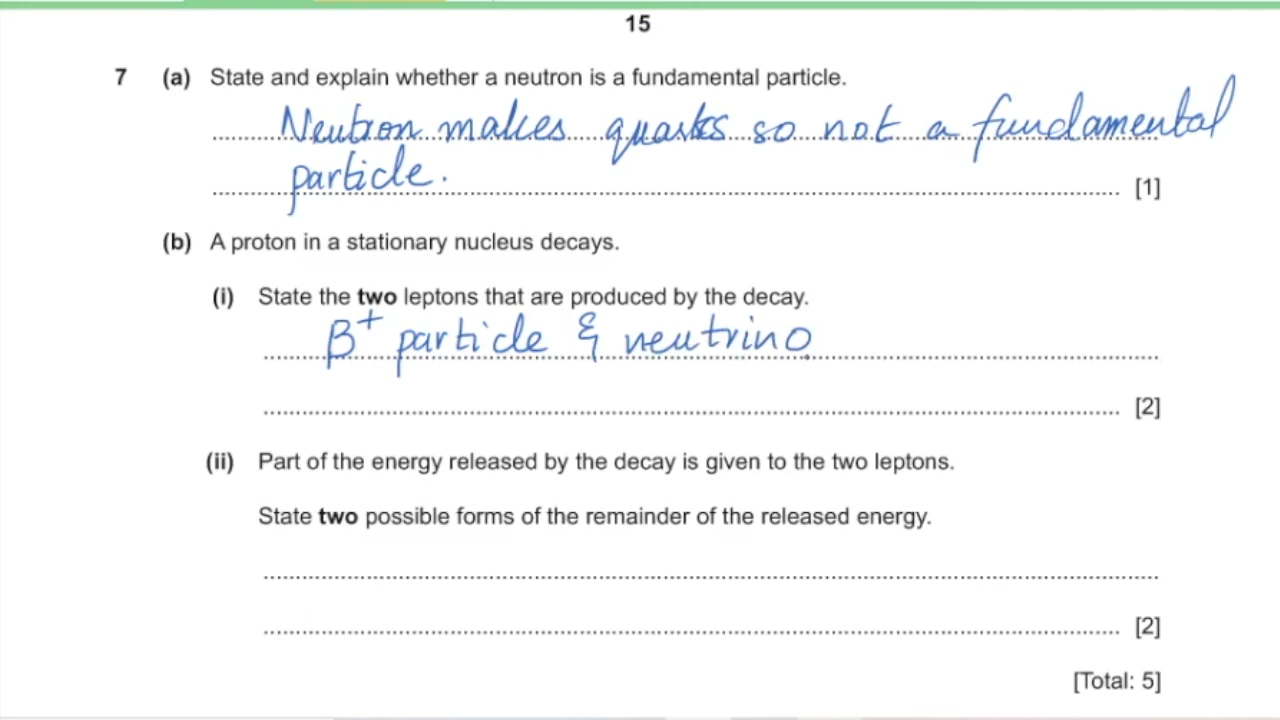 15
7 (a) State and explain whether a neutron is a fundamental particle.
Neutron makes quarks so not a fundamental
particle. [1]
(b) A proton in a stationary nucleus decays.
(i) State the two leptons that are produced by the decay.
β+ particle & neutrino
[2]
(ii) Part of the energy released by the decay is given to the two leptons.
State two possible forms of the remainder of the released energy.
[2]
[Total: 5]